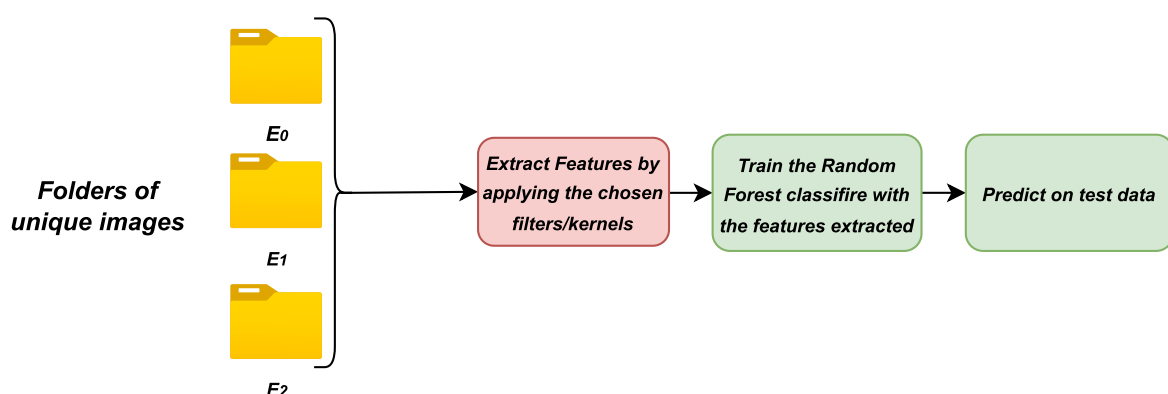 Folders of
unique images
E0
E1
E2
Extract Features by
applying the chosen
filters/kernels
Train the Random
Forest classifire with
the features extracted
Predict on test data